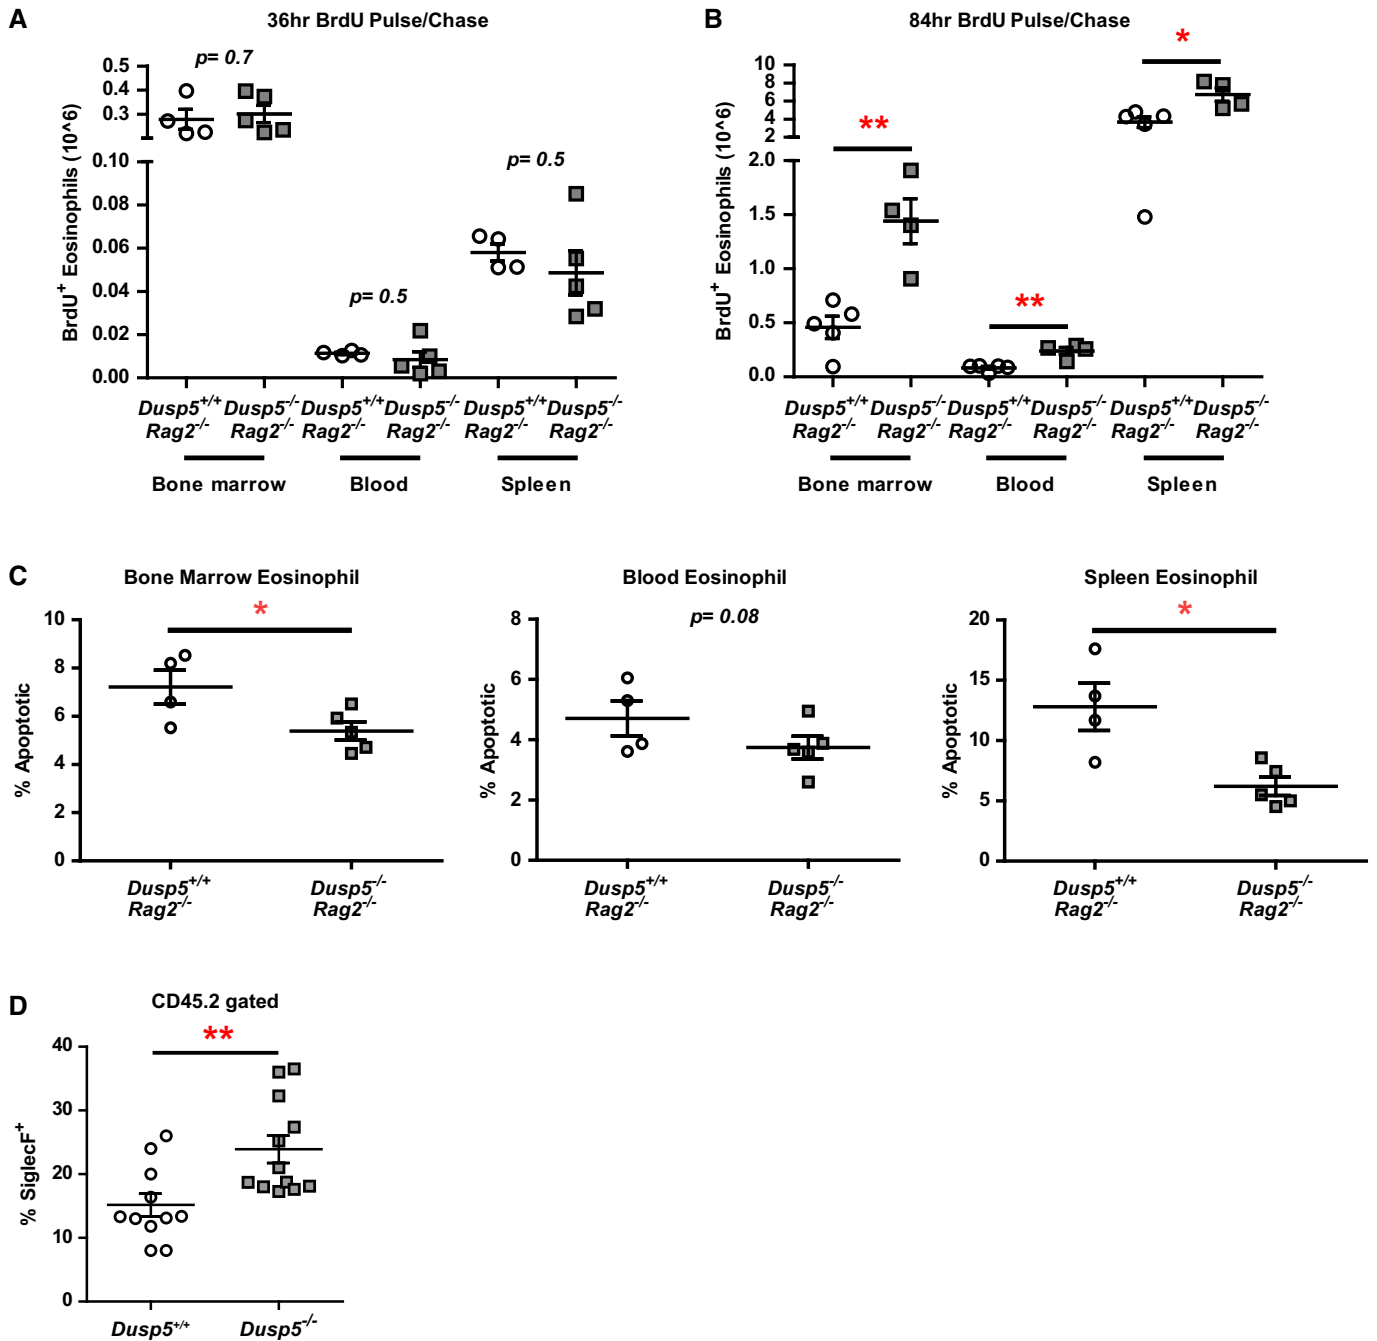 A
36hr BrdU Pulse/Chase
BrdU+ Eosinophils (10^6)
0.5
0.4
0.3
0.10
0.08
0.06
0.04
0.02
0.00
p= 0.7
p= 0.5
p= 0.5
Dusp5+/+ Dusp5-/- Dusp5+/+ Dusp5-/- Dusp5+/+ Dusp5-/-
Rag2-/- Rag2-/- Rag2-/- Rag2-/- Rag2-/- Rag2-/-
Bone marrow Blood Spleen
B
84hr BrdU Pulse/Chase
BrdU+ Eosinophils (10^6)
10
8
6
4
2
2.0
1.5
1.0
0.5
0.0
**
**
*
Dusp5+/+ Dusp5-/- Dusp5+/+ Dusp5-/- Dusp5+/+ Dusp5-/-
Rag2-/- Rag2-/- Rag2-/- Rag2-/- Rag2-/- Rag2-/-
Bone marrow Blood Spleen
C
Bone Marrow Eosinophil
% Apoptotic
10
8
6
4
2
0
*
Dusp5+/+ Dusp5-/-
Rag2-/- Rag2-/-
Blood Eosinophil
% Apoptotic
8
6
4
2
0
p= 0.08
Dusp5+/+ Dusp5-/-
Rag2-/- Rag2-/-
Spleen Eosinophil
% Apoptotic
20
15
10
5
0
*
Dusp5+/+ Dusp5-/-
Rag2-/- Rag2-/-
D
CD45.2 gated
% SiglecF+
40
30
20
10
0
**
Dusp5+/+ Dusp5-/-